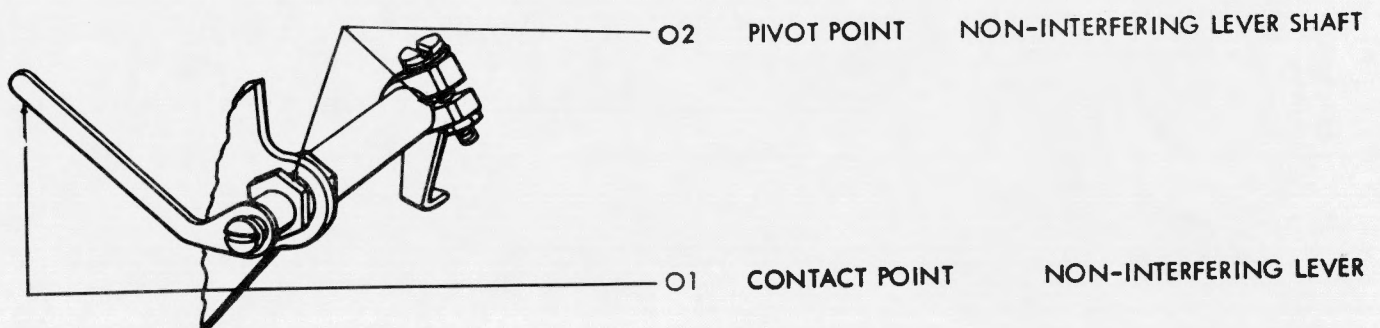 O2 PIVOT POINT NON-INTERFERING LEVER SHAFT
O1 CONTACT POINT NON-INTERFERING LEVER